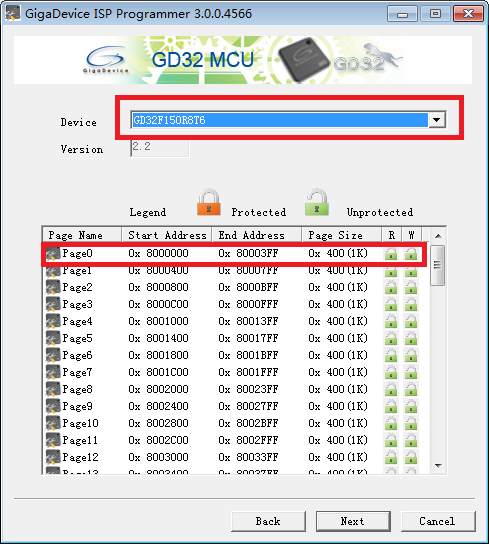 GigaDevice ISP Programmer 3.0.0.4566
GigaDevice
GD32 MCU
GD32
Device GD32F150R8T6
Version 2.2
Legend Protected Unprotected
Page Name Start Address End Address Page Size R W
Page0 0x 8000000 0x 80003FF 0x 400(1K)
Page1 0x 8000400 0x 80007FF 0x 400(1K)
Page2 0x 8000800 0x 8000BFF 0x 400(1K)
Page3 0x 8000C00 0x 8000FFF 0x 400(1K)
Page4 0x 8001000 0x 80013FF 0x 400(1K)
Page5 0x 8001400 0x 80017FF 0x 400(1K)
Page6 0x 8001800 0x 8001BFF 0x 400(1K)
Page7 0x 8001C00 0x 8001FFF 0x 400(1K)
Page8 0x 8002000 0x 80023FF 0x 400(1K)
Page9 0x 8002400 0x 80027FF 0x 400(1K)
Page10 0x 8002800 0x 8002BFF 0x 400(1K)
Page11 0x 8002C00 0x 8002FFF 0x 400(1K)
Page12 0x 8003000 0x 80033FF 0x 400(1K)
Page13 0x 8003400 0x 80037FF 0x 400(1K)
Back Next Cancel